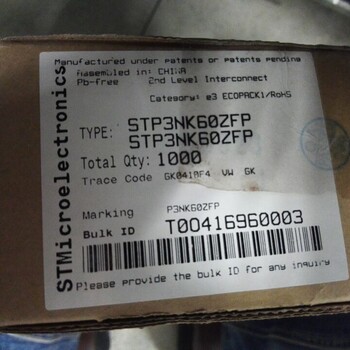 Manufactured under patents or patents pending
Assembled in: CHINA
Pb-free 2nd Level Interconnect
Category: e3 ECOPACK1/RoHS
STMicroelectronics
TYPE: STP3NK60ZFP
STP3NK60ZFP
Total Qty: 1000
Trace Code GK041AF4 VW GK
Marking P3NK60ZFP
Bulk ID T00416960003
Please provide the bulk ID for any inquiry